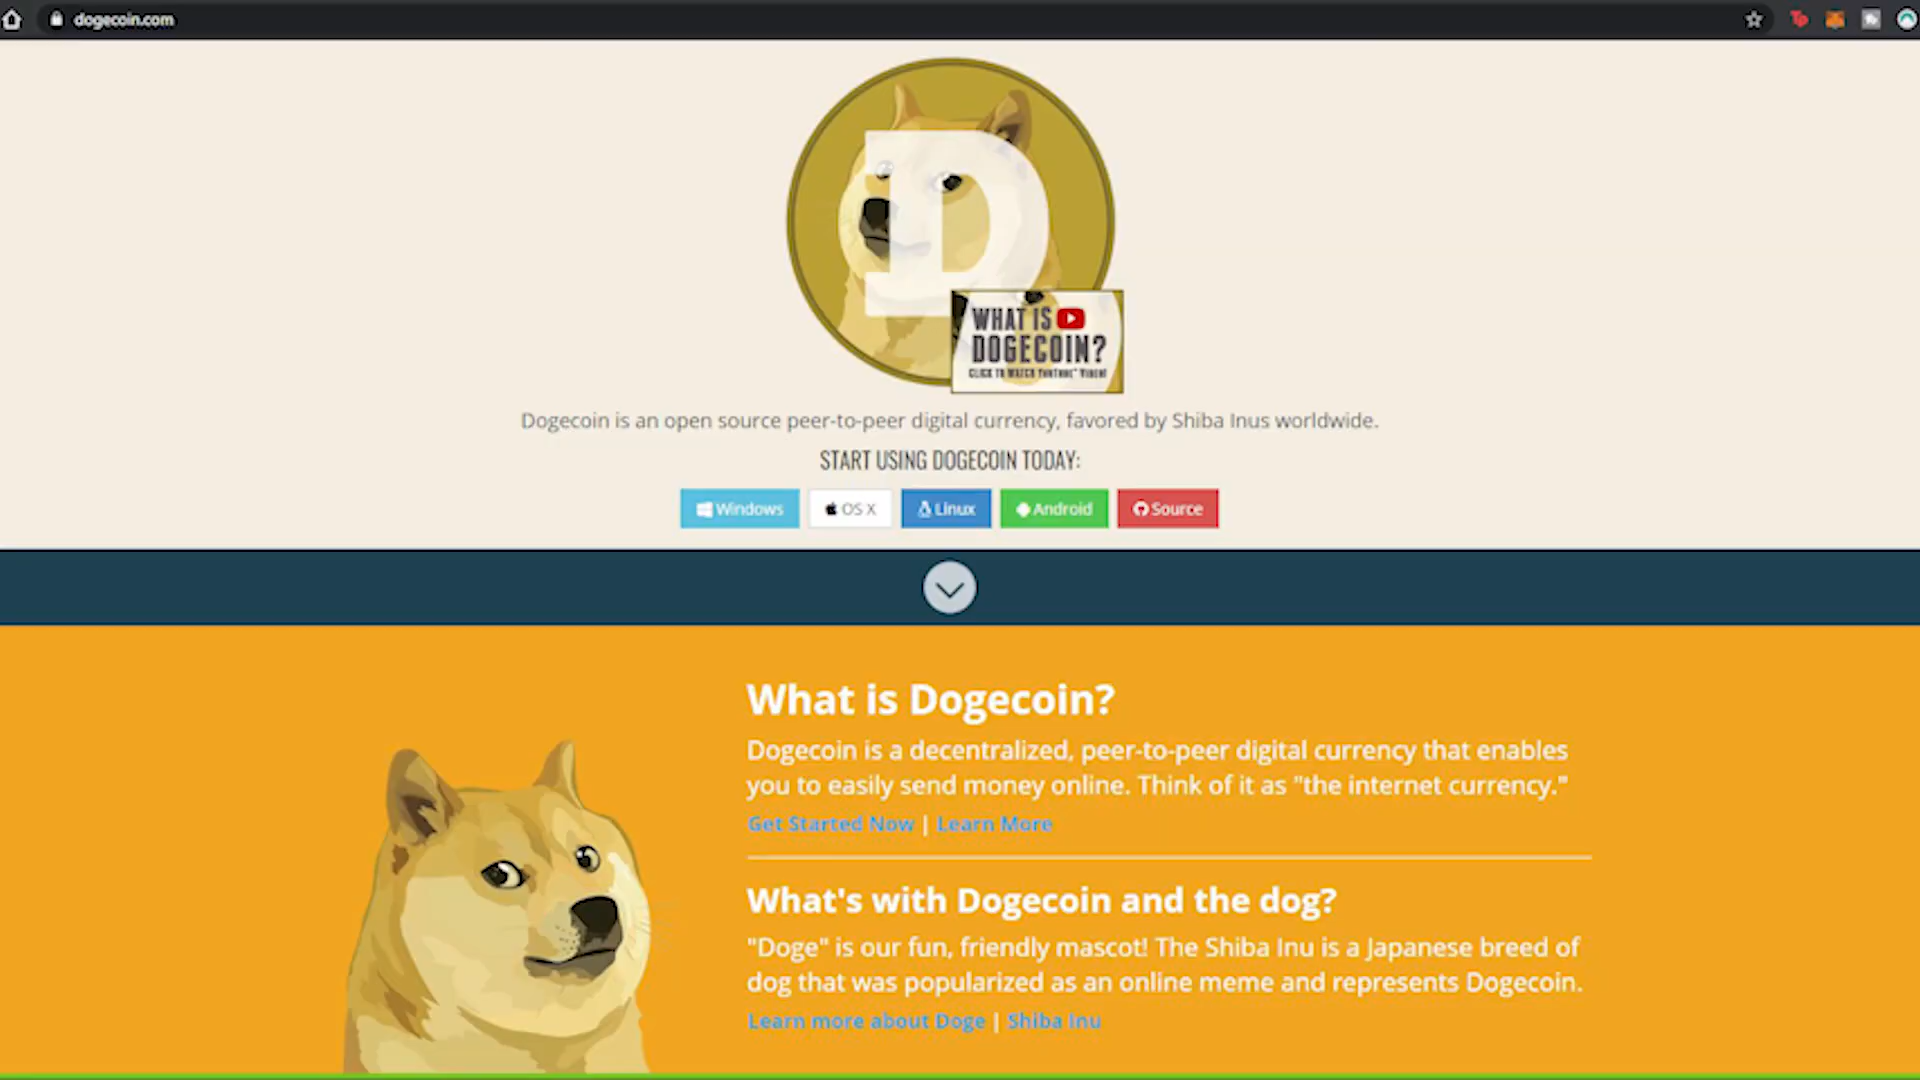 dogecoin.com
D
WHAT IS
DOGECOIN?
CLICK TO WATCH YOUTUBE™ VIDEO!
Dogecoin is an open source peer-to-peer digital currency, favored by Shiba Inus worldwide.
START USING DOGECOIN TODAY:
Windows OS X Linux Android Source
What is Dogecoin?
Dogecoin is a decentralized, peer-to-peer digital currency that enables
you to easily send money online. Think of it as "the internet currency."
Get Started Now | Learn More
What's with Dogecoin and the dog?
"Doge" is our fun, friendly mascot! The Shiba Inu is a Japanese breed of
dog that was popularized as an online meme and represents Dogecoin.
Learn more about Doge | Shiba Inu